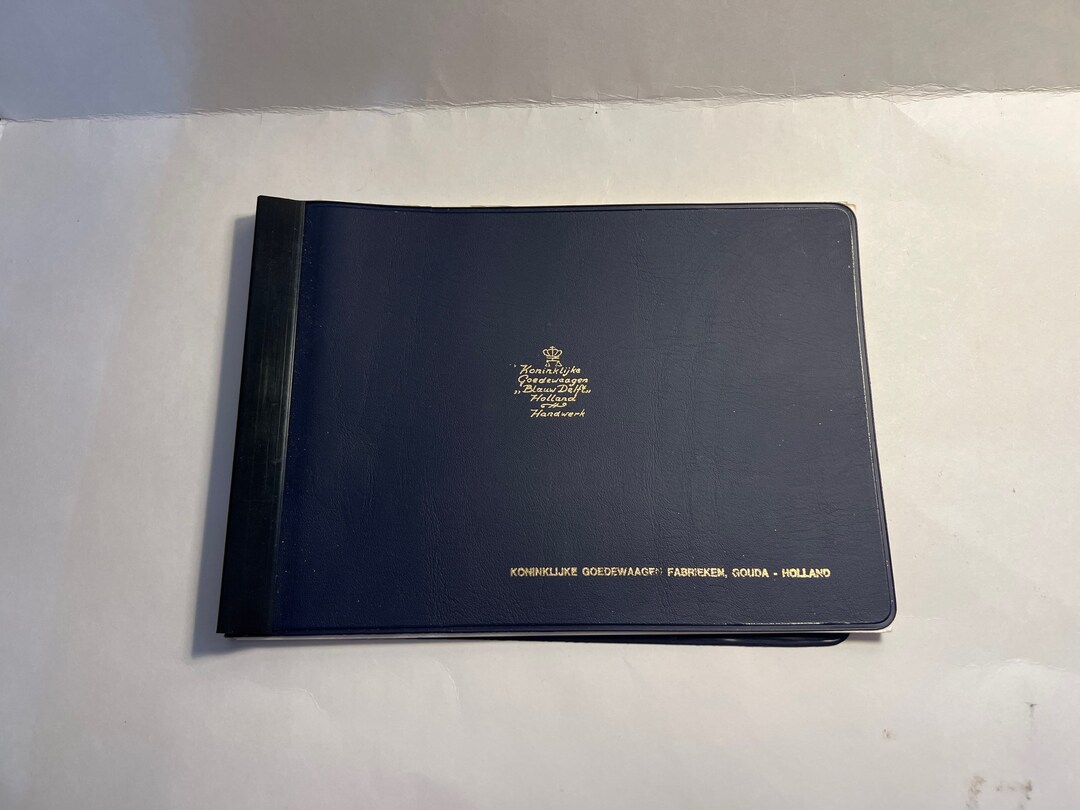 Koninklijke
Goedewaagen
„Blauw Delft„
Holland
Handwerk
KONINKLIJKE GOEDEWAAGEN FABRIEKEN, GOUDA - HOLLAND